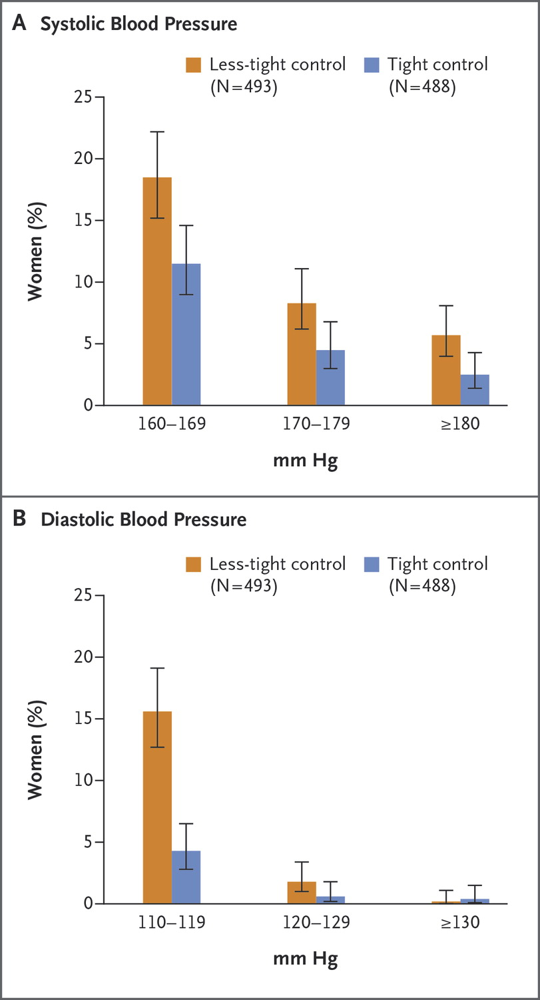 A Systolic Blood Pressure
Less-tight control
(N=493)
Tight control
(N=488)
25
20
15
10
5
0
Women (%)
160–169
170–179
≥180
mm Hg
B Diastolic Blood Pressure
Less-tight control
(N=493)
Tight control
(N=488)
25
20
15
10
5
0
Women (%)
110–119
120–129
≥130
mm Hg